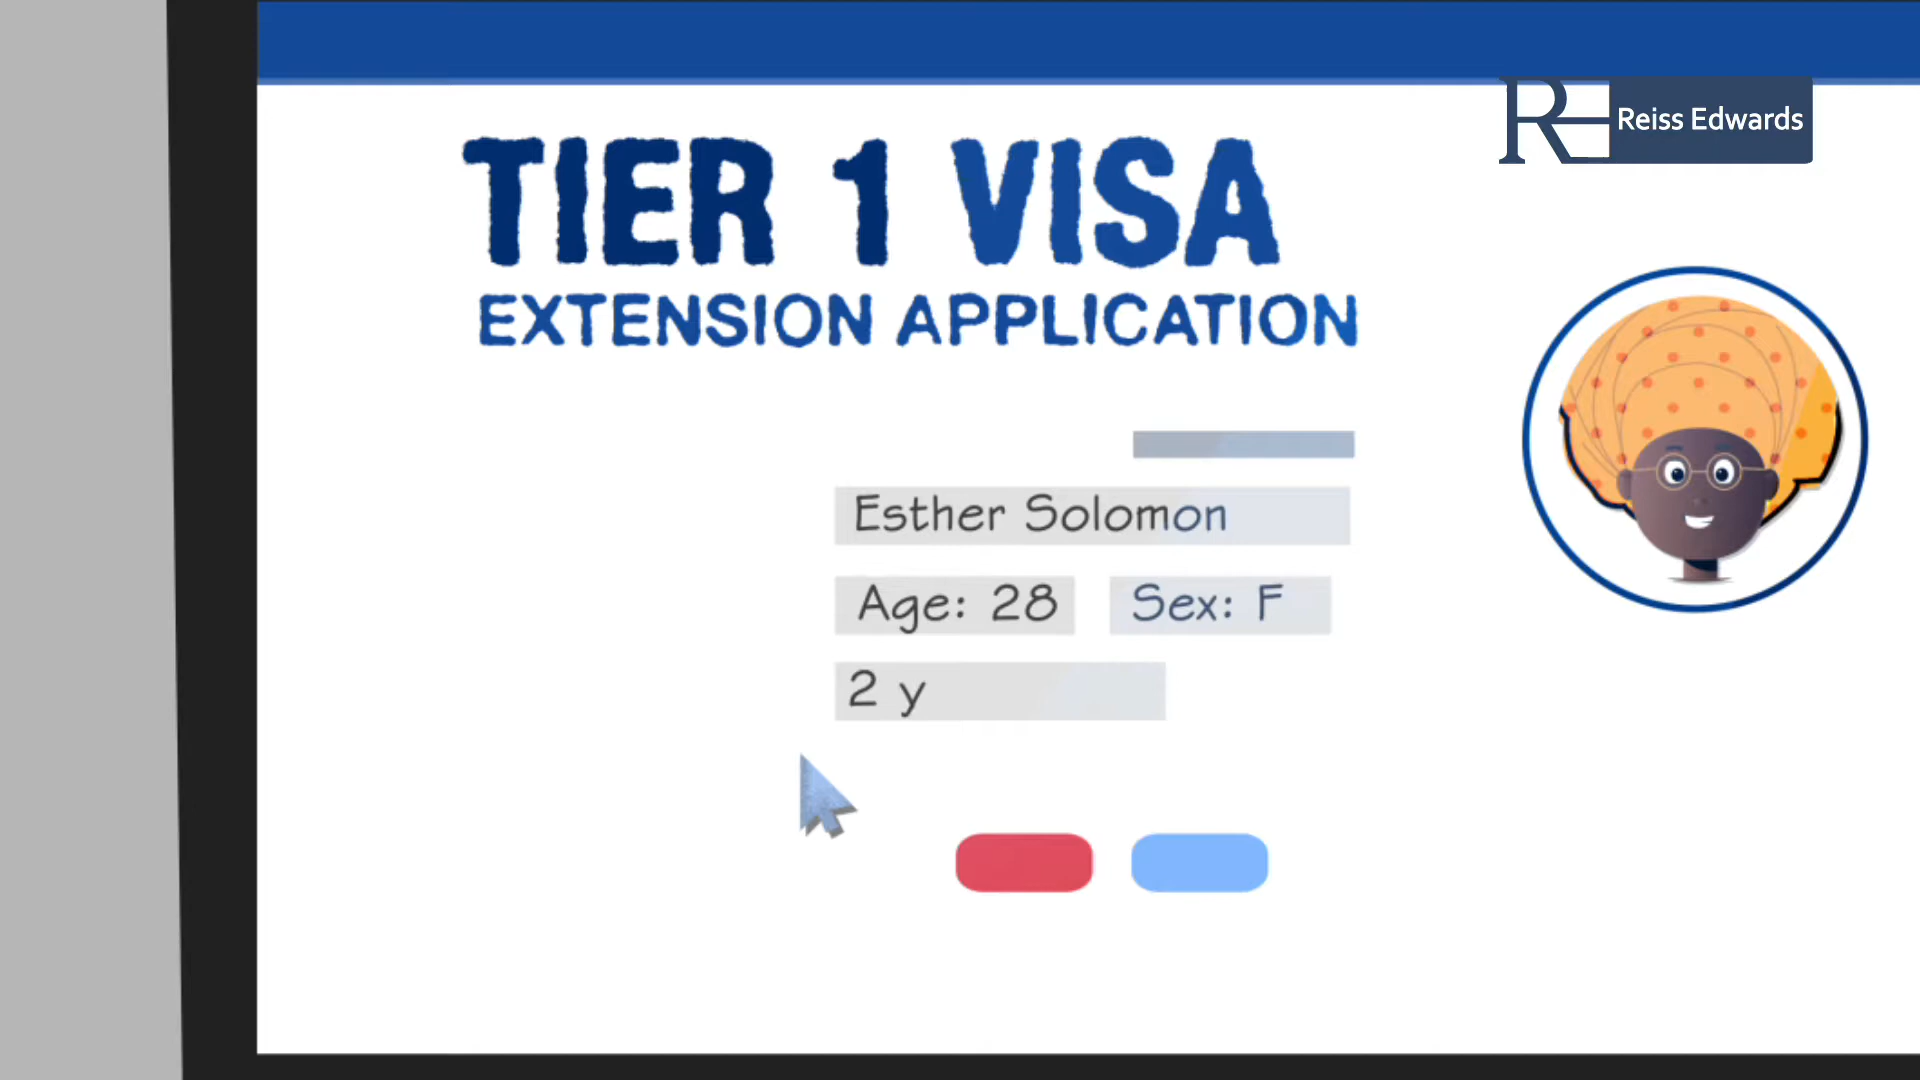 Reiss Edwards
TIER 1 VISA
EXTENSION APPLICATION
Esther Solomon
Age: 28 Sex: F
2 y